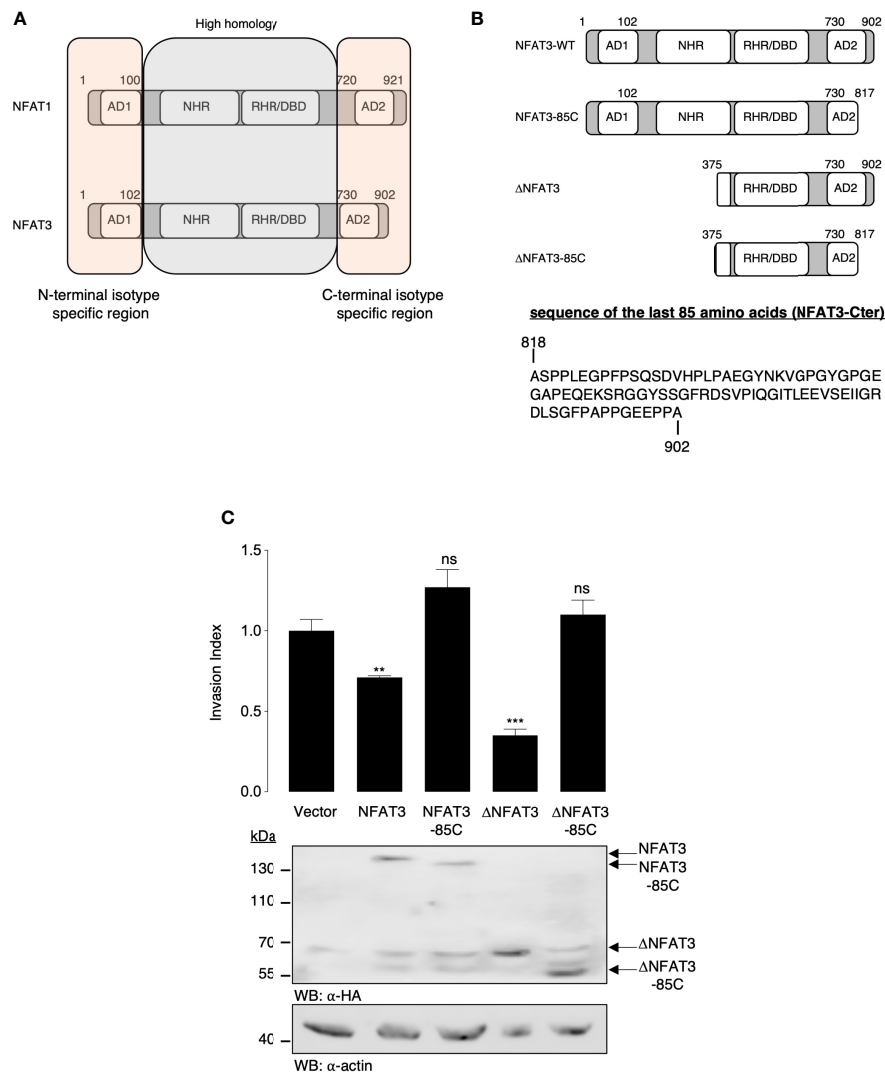 A
High homology
1 100 720 921
NFAT1 AD1 NHR RHR/DBD AD2
1 102 730 902
NFAT3 AD1 NHR RHR/DBD AD2
N-terminal isotype
specific region
C-terminal isotype
specific region
B
1 102 730 902
NFAT3-WT AD1 NHR RHR/DBD AD2
102 730 817
NFAT3-85C AD1 NHR RHR/DBD AD2
375 730 902
ΔNFAT3 RHR/DBD AD2
375 730 817
ΔNFAT3-85C RHR/DBD AD2
sequence of the last 85 amino acids (NFAT3-Cter)
818
ASPPLEGPFPSQSDVHPLPAEGYNKVGPGYGPGE
GAPEQEKSRGGYSSGFRDSVPIQGITLEEVSEIIGR
DLSGFPAPPGEEPPA
902
C
Invasion Index
1.5
1.0
0.5
0.0
** ns *** ns
Vector NFAT3 NFAT3 ΔNFAT3 ΔNFAT3
-85C -85C
kDa
130
110
70
55
NFAT3
NFAT3
-85C
ΔNFAT3
ΔNFAT3
-85C
WB: α-HA
40
WB: α-actin